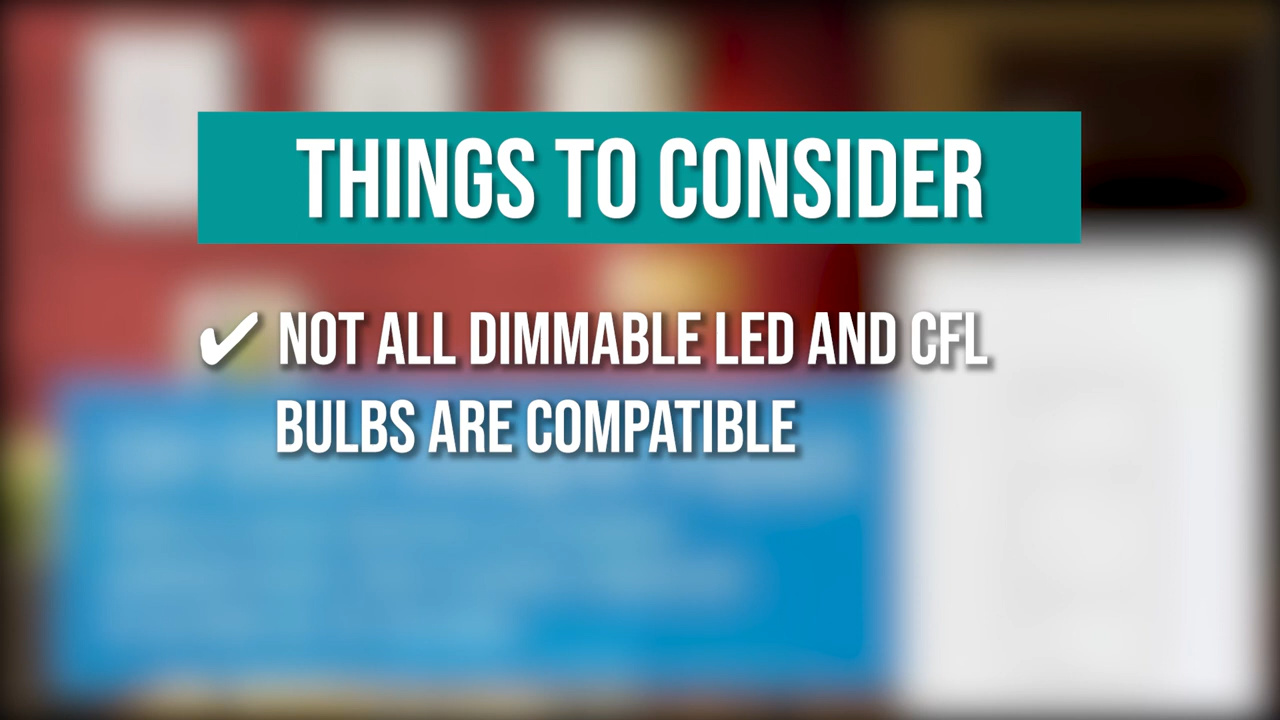 THINGS TO CONSIDER
✔ NOT ALL DIMMABLE LED AND CFL
BULBS ARE COMPATIBLE